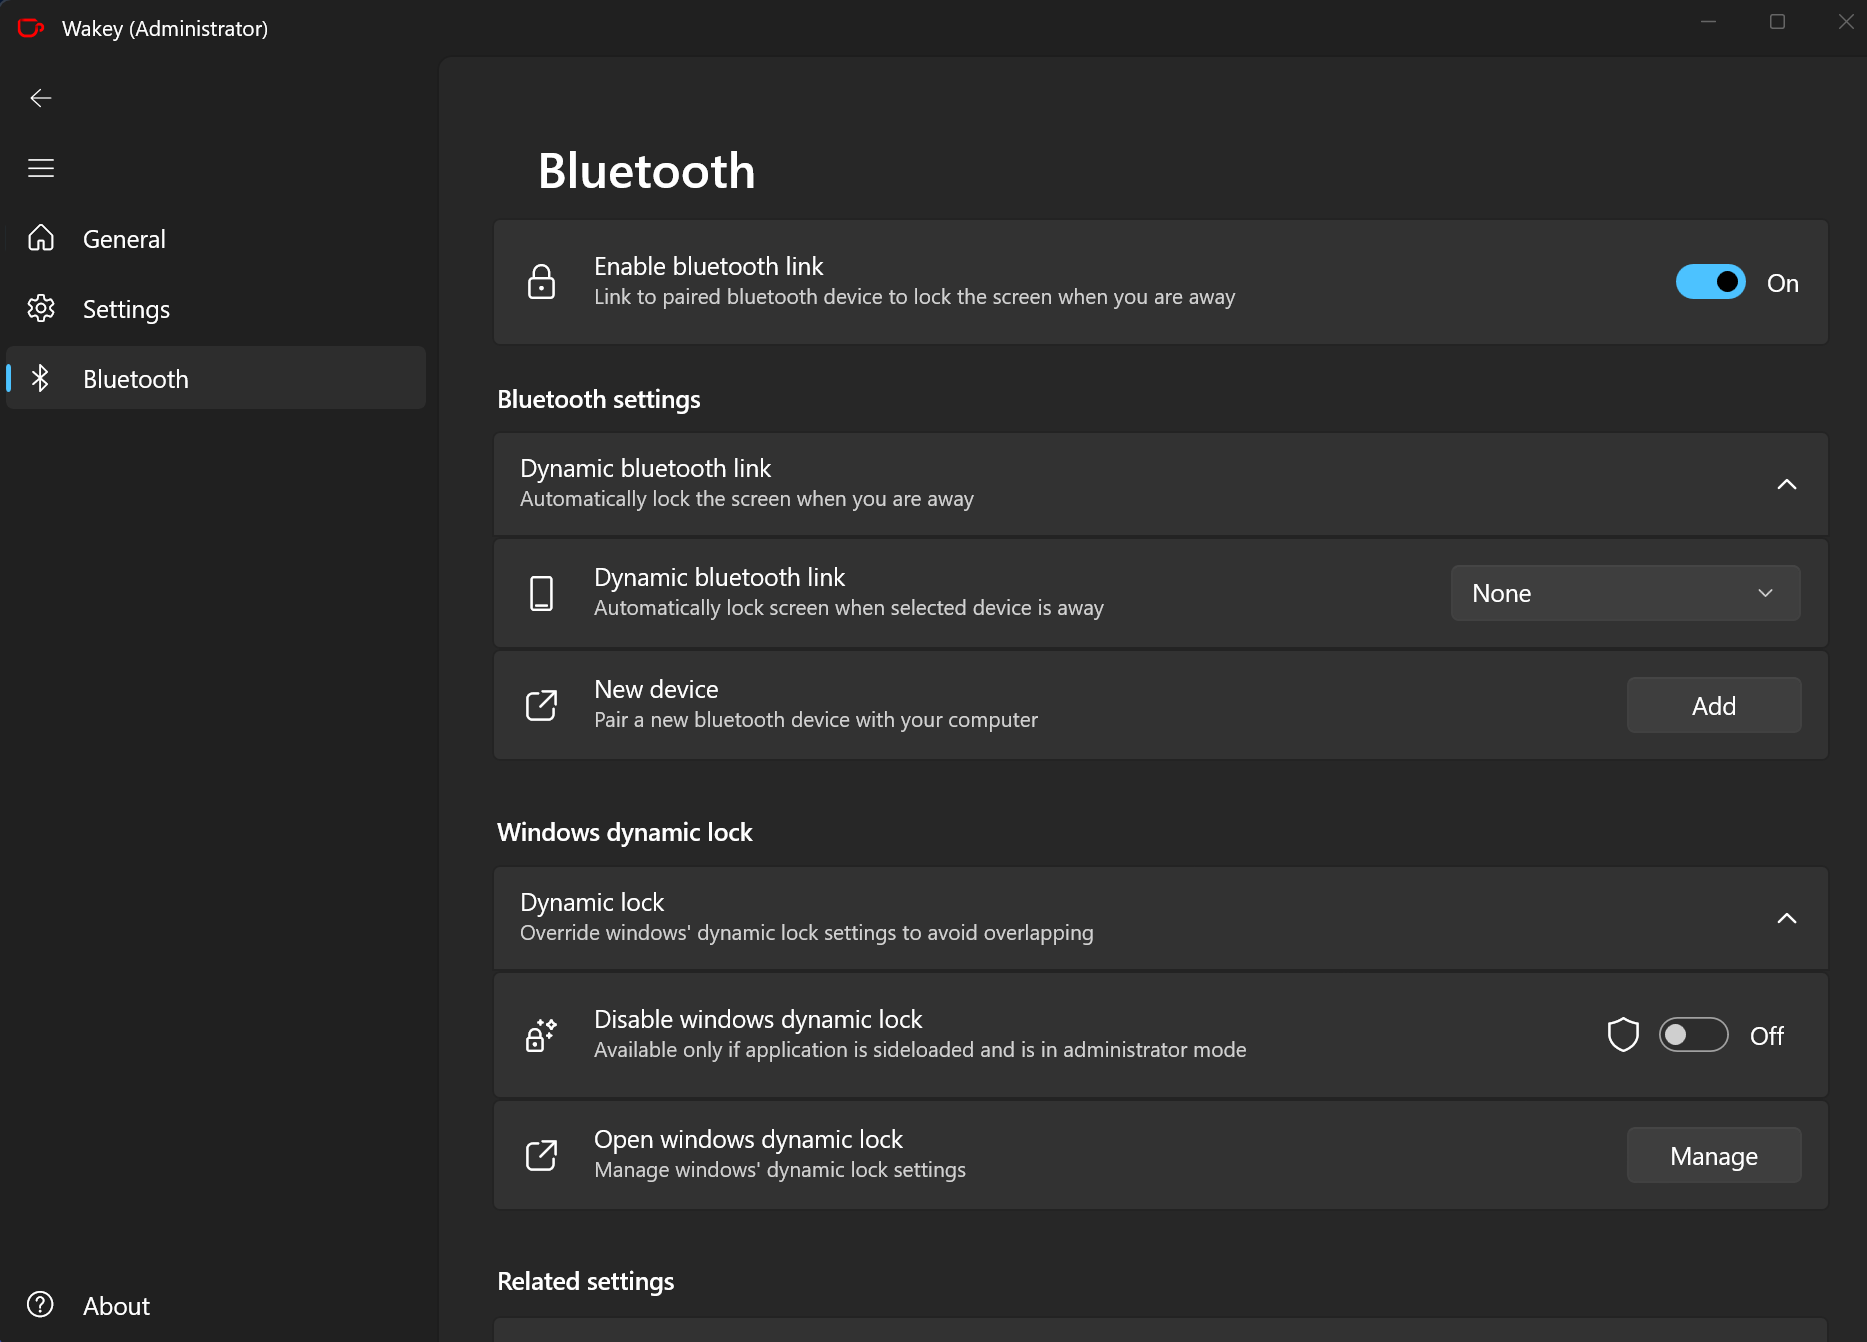 Wakey (Administrator)
General
Settings
Bluetooth
About
Bluetooth
Enable bluetooth link
Link to paired bluetooth device to lock the screen when you are away
On
Bluetooth settings
Dynamic bluetooth link
Automatically lock the screen when you are away
Dynamic bluetooth link
Automatically lock screen when selected device is away
None
New device
Pair a new bluetooth device with your computer
Add
Windows dynamic lock
Dynamic lock
Override windows' dynamic lock settings to avoid overlapping
Disable windows dynamic lock
Available only if application is sideloaded and is in administrator mode
Off
Open windows dynamic lock
Manage windows' dynamic lock settings
Manage
Related settings